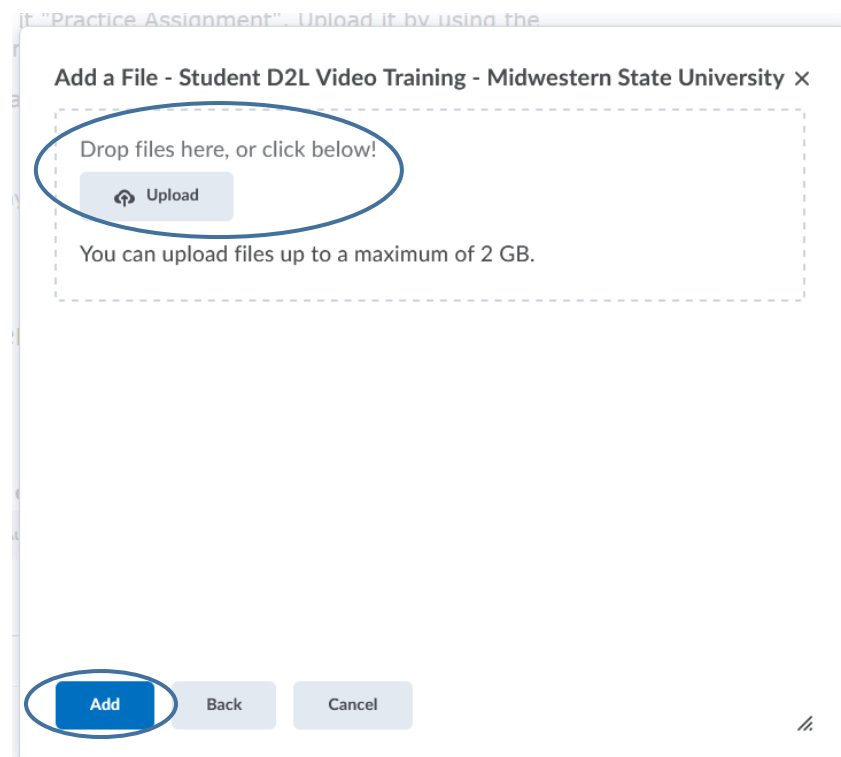 it "Practice Assignment". Upload it by using the
Add a File - Student D2L Video Training - Midwestern State University
Drop files here, or click below!
Upload
You can upload files up to a maximum of 2 GB.
Add Back Cancel